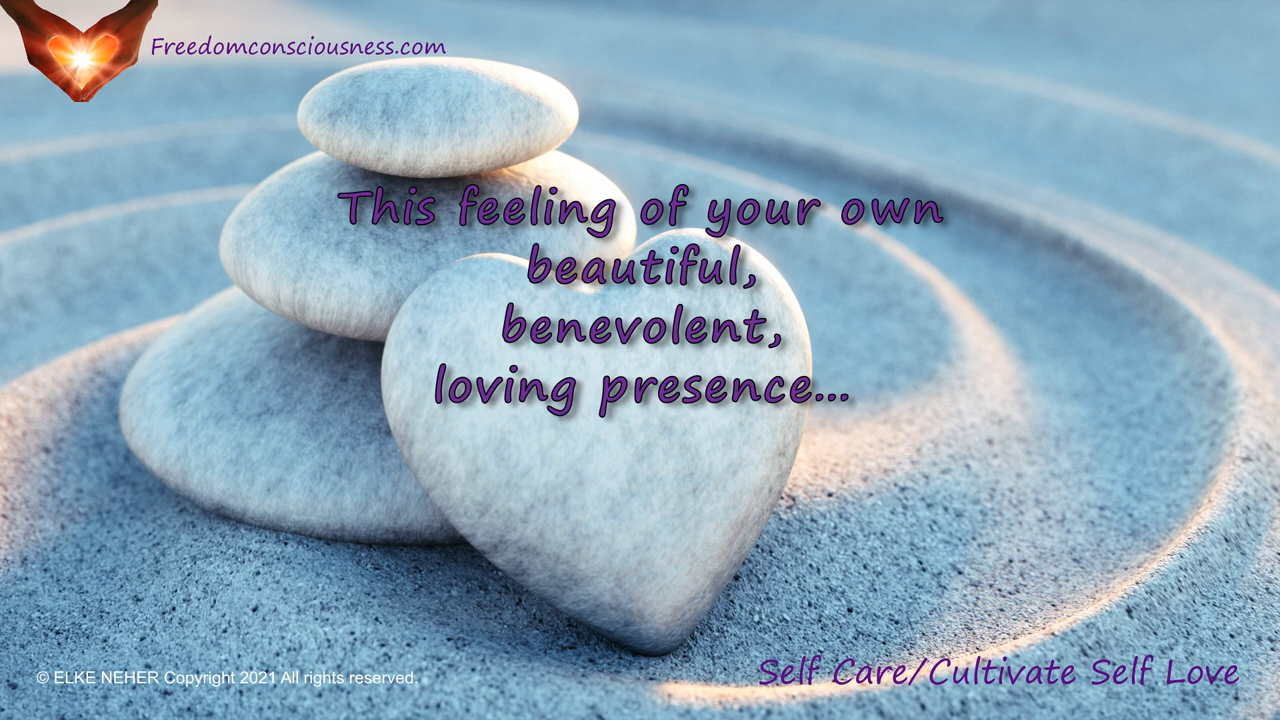 Freedomconsciousness.com
This feeling of your own
beautiful,
benevolent,
loving presence...
© ELKE NEHER Copyright 2021 All rights reserved.
Self Care/Cultivate Self Love